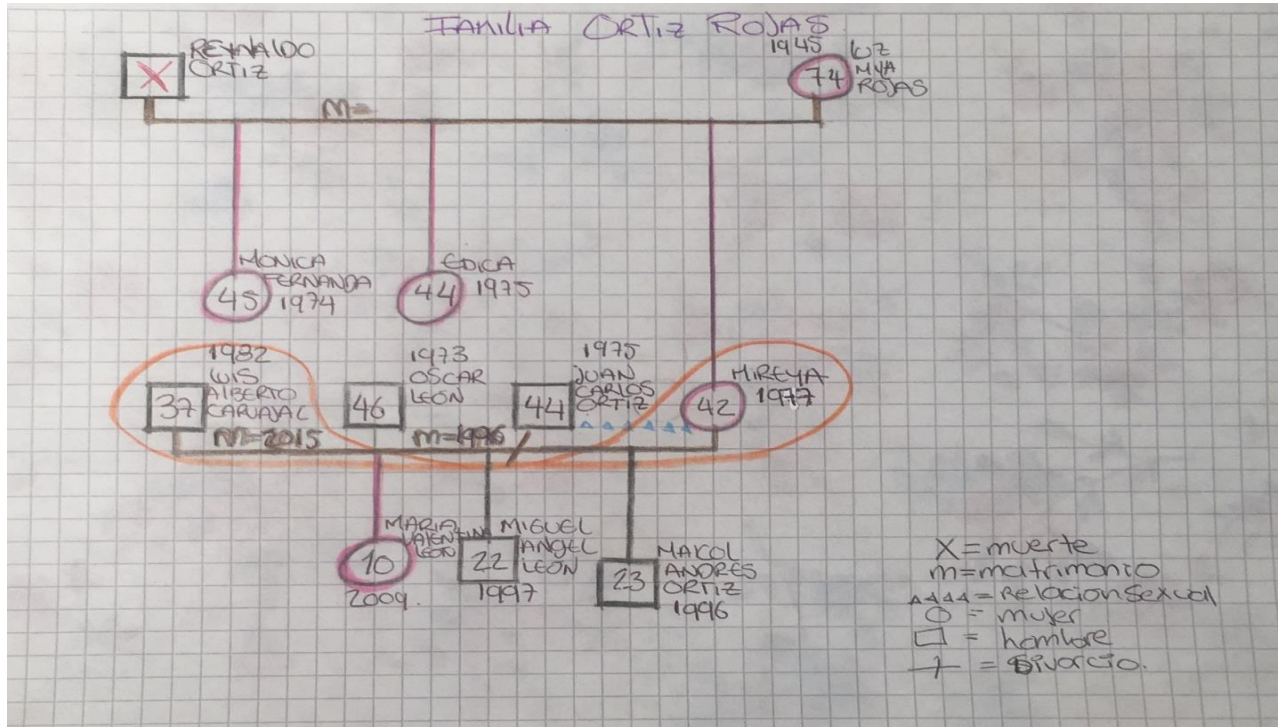 FAMILIA ORTIZ ROJAS
REYNALDO
ORTIZ
X
1945
LUZ
MYA
ROJAS
74
M=
MONICA
FERNANDA
1974
45
EDICA
1975
44
1982
LUIS
ALBERTO
CARVAJAL
37
M=2015
1973
OSCAR
LEON
46
M=1996
1975
JUAN
CARLOS
ORTIZ
44
MIREYA
1977
42
MARIA
VALENTINA
LEON
10
2009.
MIGUEL
ANGEL
LEON
22
1997
MAICOL
ANDRES
ORTIZ
23
1996
X = muerte
m = matrimonio
= Relacion Sexual
= mujer
= hombre
= Divorcio.